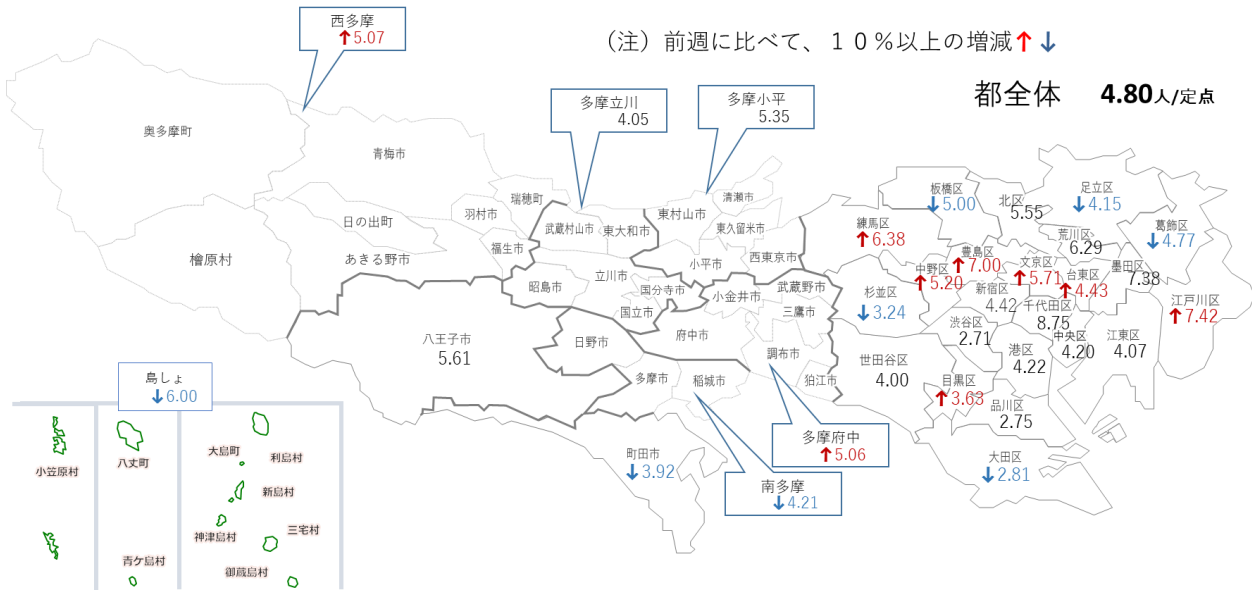 西多摩
↑5.07
（注）前週に比べて、１０％以上の増減↑↓
都全体 4.80人/定点
多摩立川
4.05
多摩小平
5.35
奥多摩町
青梅市
瑞穂町
羽村市
日の出町
福生市
あきる野市
檜原村
武蔵村山市
東大和市
東村山市
清瀬市
東久留米市
小平市
西東京市
昭島市
立川市
国分寺市
国立市
小金井市
武蔵野市
三鷹市
八王子市
5.61
日野市
府中市
調布市
多摩市
稲城市
狛江市
町田市
↓3.92
多摩府中
↑5.06
南多摩
↓4.21
板橋区
↓5.00
北区
5.55
足立区
↓4.15
葛飾区
↓4.77
練馬区
↑6.38
荒川区
6.29
豊島区
↑7.00
文京区
↑5.71
台東区
↑4.43
墨田区
7.38
中野区
↑5.20
杉並区
↓3.24
新宿区
4.42
千代田区
8.75
江戸川区
↑7.42
渋谷区
2.71
港区
4.22
中央区
4.20
江東区
4.07
世田谷区
4.00
目黒区
↑3.63
品川区
2.75
大田区
↓2.81
島しょ
↓6.00
小笠原村
八丈町
青ケ島村
大島町
利島村
新島村
神津島村
三宅村
御蔵島村